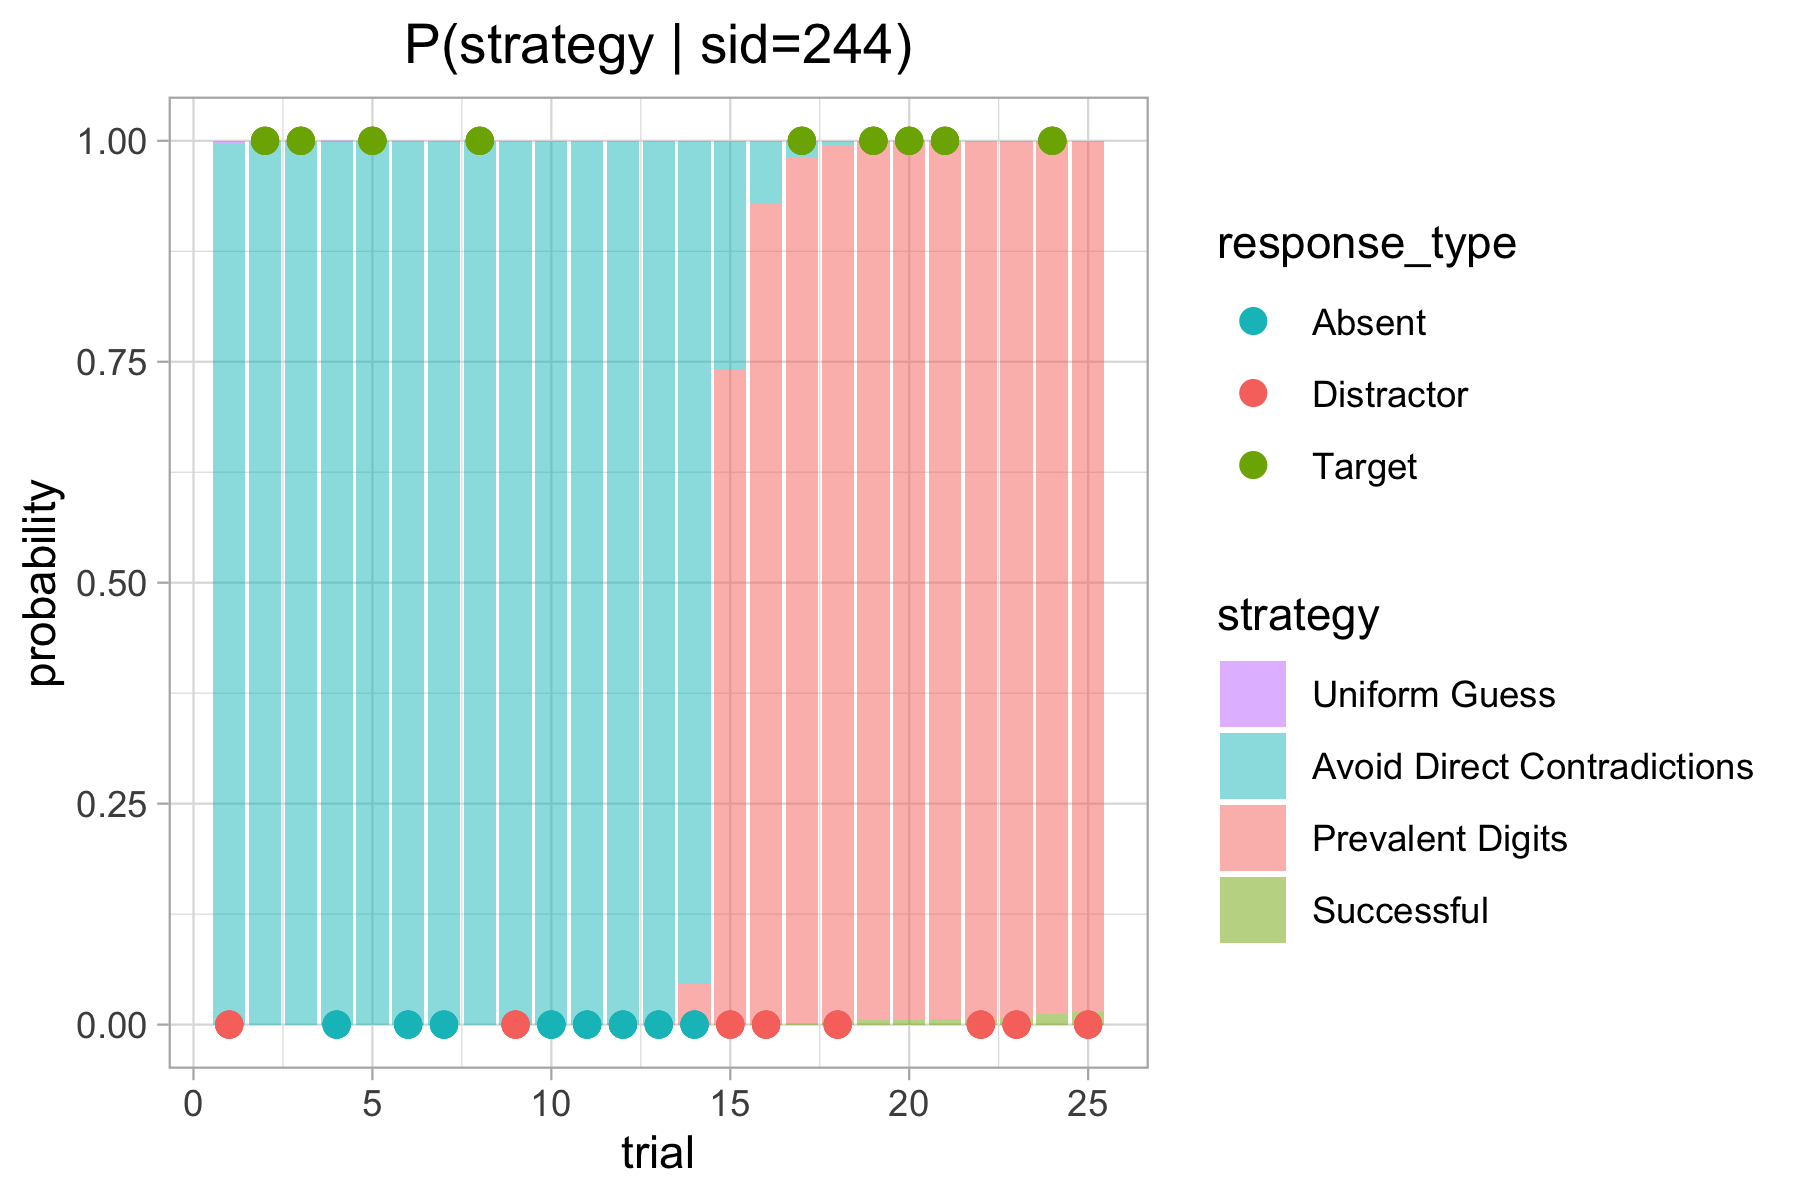 P(strategy | sid=244)
probability
1.00
0.75
0.50
0.25
0.00
0 5 10 15 20 25
trial
response_type
Absent
Distractor
Target
strategy
Uniform Guess
Avoid Direct Contradictions
Prevalent Digits
Successful